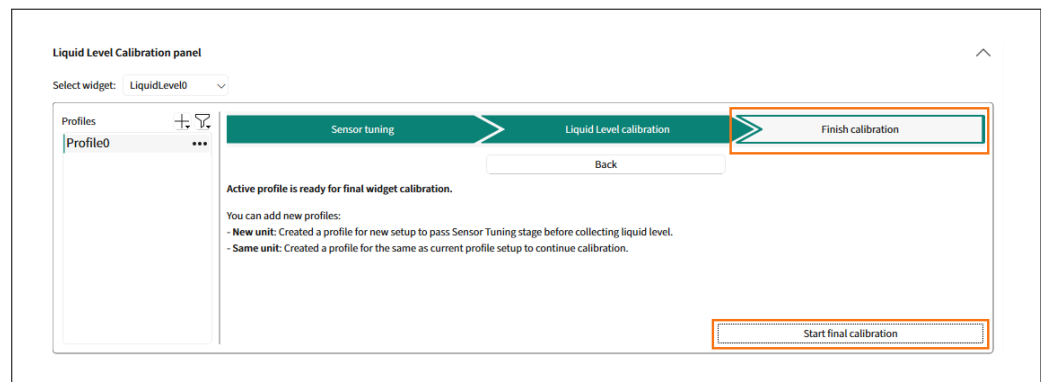 Liquid Level Calibration panel
Select widget: LiquidLevel0
Profiles
Profile0
Sensor tuning
Liquid Level calibration
Finish calibration
Back
Active profile is ready for final widget calibration.
You can add new profiles:
- New unit: Created a profile for new setup to pass Sensor Tuning stage before collecting liquid level.
- Same unit: Created a profile for the same as current profile setup to continue calibration.
Start final calibration